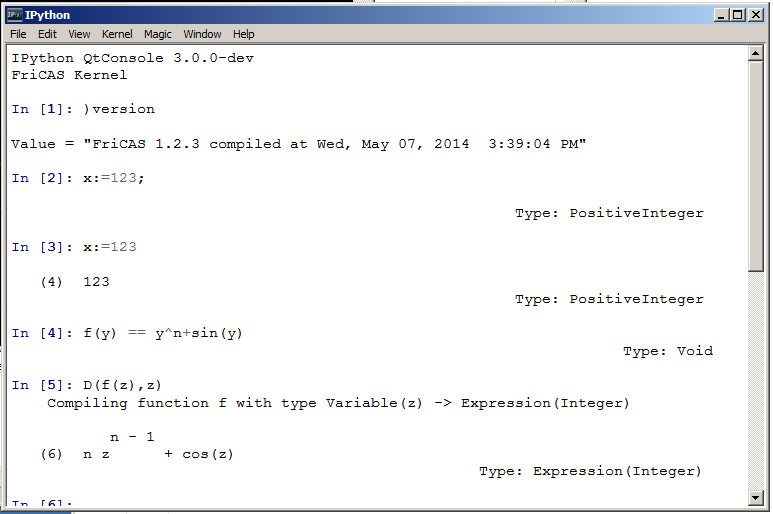 IPy IPython
File Edit View Kernel Magic Window Help
IPython QtConsole 3.0.0-dev
FriCAS Kernel
In [1]: )version
Value = "FriCAS 1.2.3 compiled at Wed, May 07, 2014  3:39:04 PM"
In [2]: x:=123;
Type: PositiveInteger
In [3]: x:=123
(4)  123
Type: PositiveInteger
In [4]: f(y) == y^n+sin(y)
Type: Void
In [5]: D(f(z),z)
Compiling function f with type Variable(z) -> Expression(Integer)
n - 1
(6)  n z      + cos(z)
Type: Expression(Integer)
In [6]: